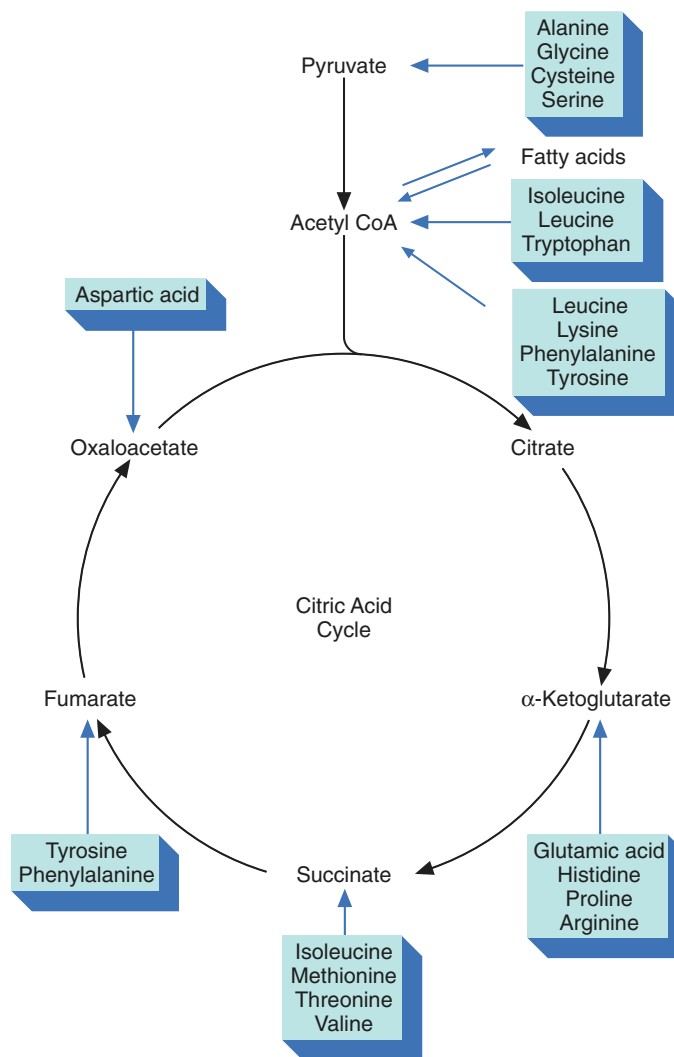 Alanine
Glycine
Cysteine
Serine
Pyruvate
Fatty acids
Acetyl CoA
Isoleucine
Leucine
Tryptophan
Aspartic acid
Leucine
Lysine
Phenylalanine
Tyrosine
Oxaloacetate
Citrate
Citric Acid
Cycle
Fumarate
α-Ketoglutarate
Tyrosine
Phenylalanine
Succinate
Glutamic acid
Histidine
Proline
Arginine
Isoleucine
Methionine
Threonine
Valine